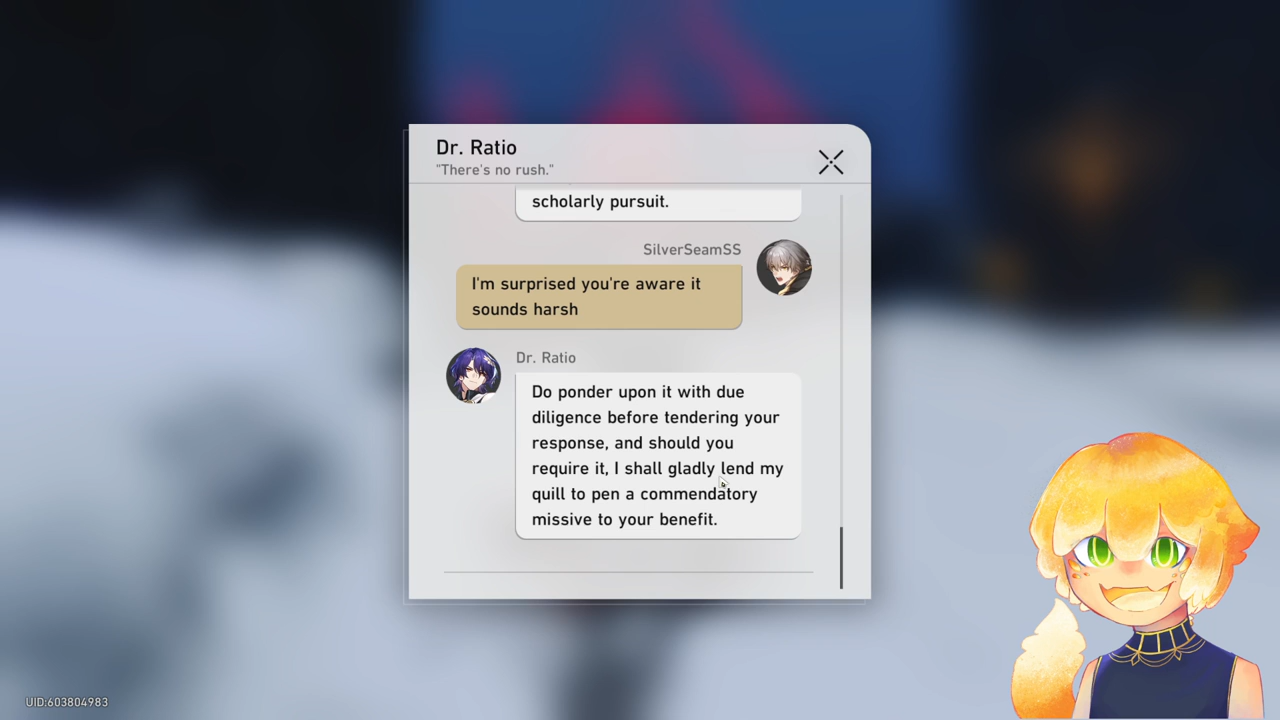 Dr. Ratio
"There's no rush."
scholarly pursuit.
SilverSeamSS
I'm surprised you're aware it
sounds harsh
Dr. Ratio
Do ponder upon it with due
diligence before tendering your
response, and should you
require it, I shall gladly lend my
quill to pen a commendatory
missive to your benefit.
UID:603804983